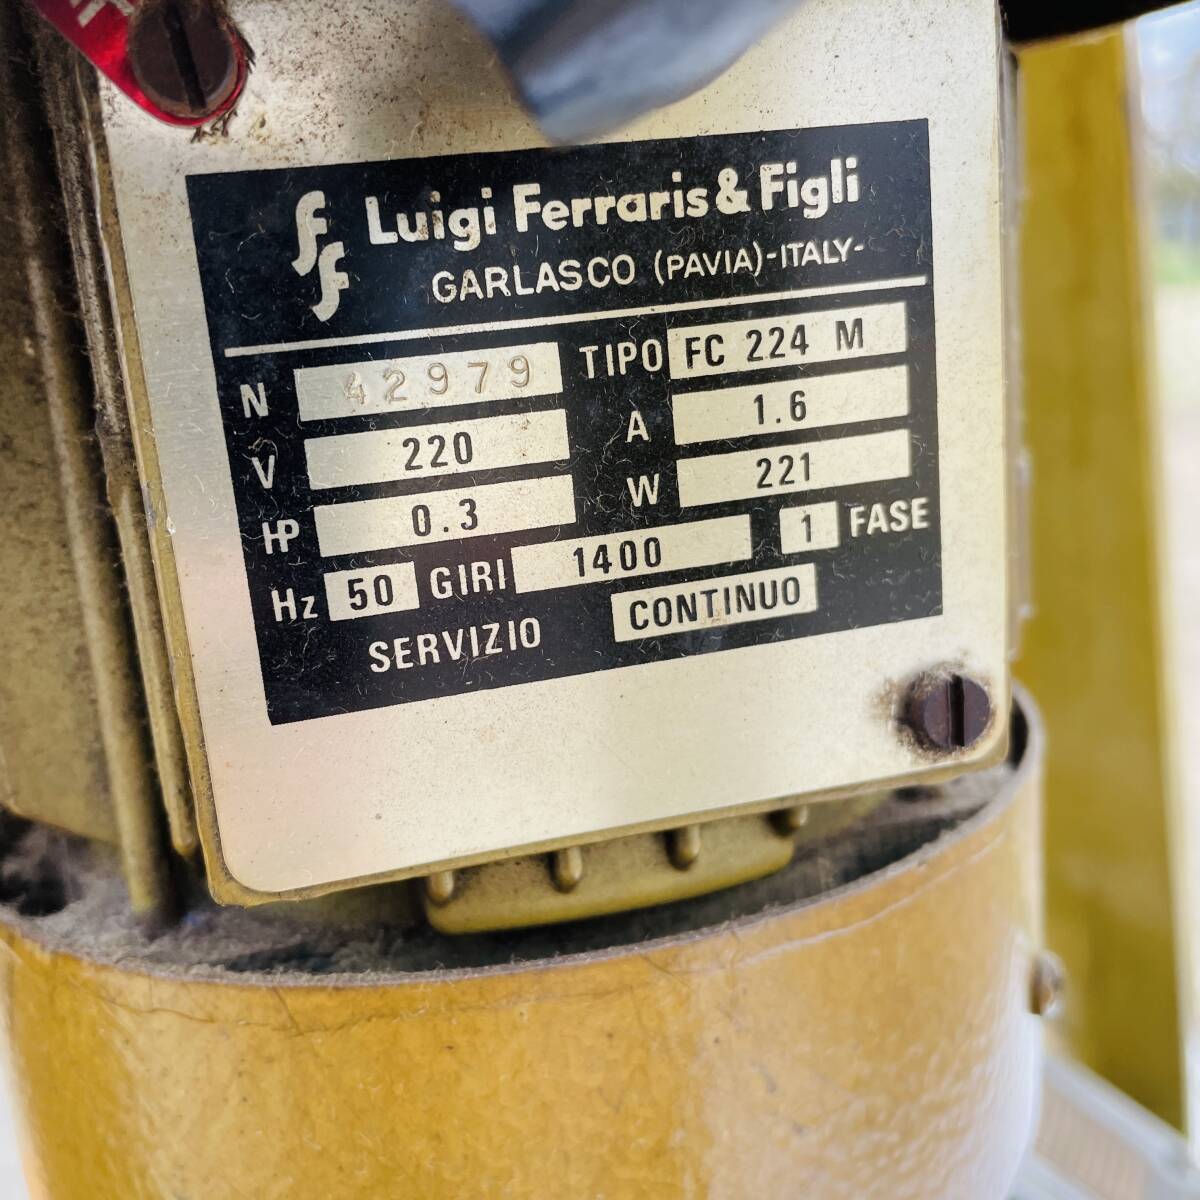 FF Luigi Ferraris & Figli
GARLASCO (PAVIA)-ITALY-
N 42979 TIPO FC 224 M
V 220 A 1.6
HP 0.3 W 221
Hz 50 GIRI 1400 1 FASE
SERVIZIO CONTINUO